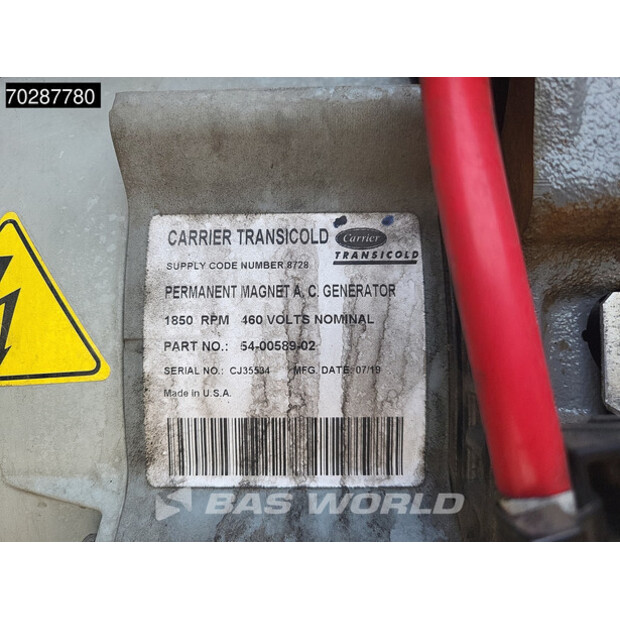 70287780
CARRIER TRANSICOLD
Carrier
TRANSICOLD
SUPPLY CODE NUMBER 8728
PERMANENT MAGNET A.C. GENERATOR
1850 RPM 460 VOLTS NOMINAL
PART NO.: 54-00589-02
SERIAL NO.: CJ35534 MFG. DATE: 07/19
Made in U.S.A.
BAS WORLD